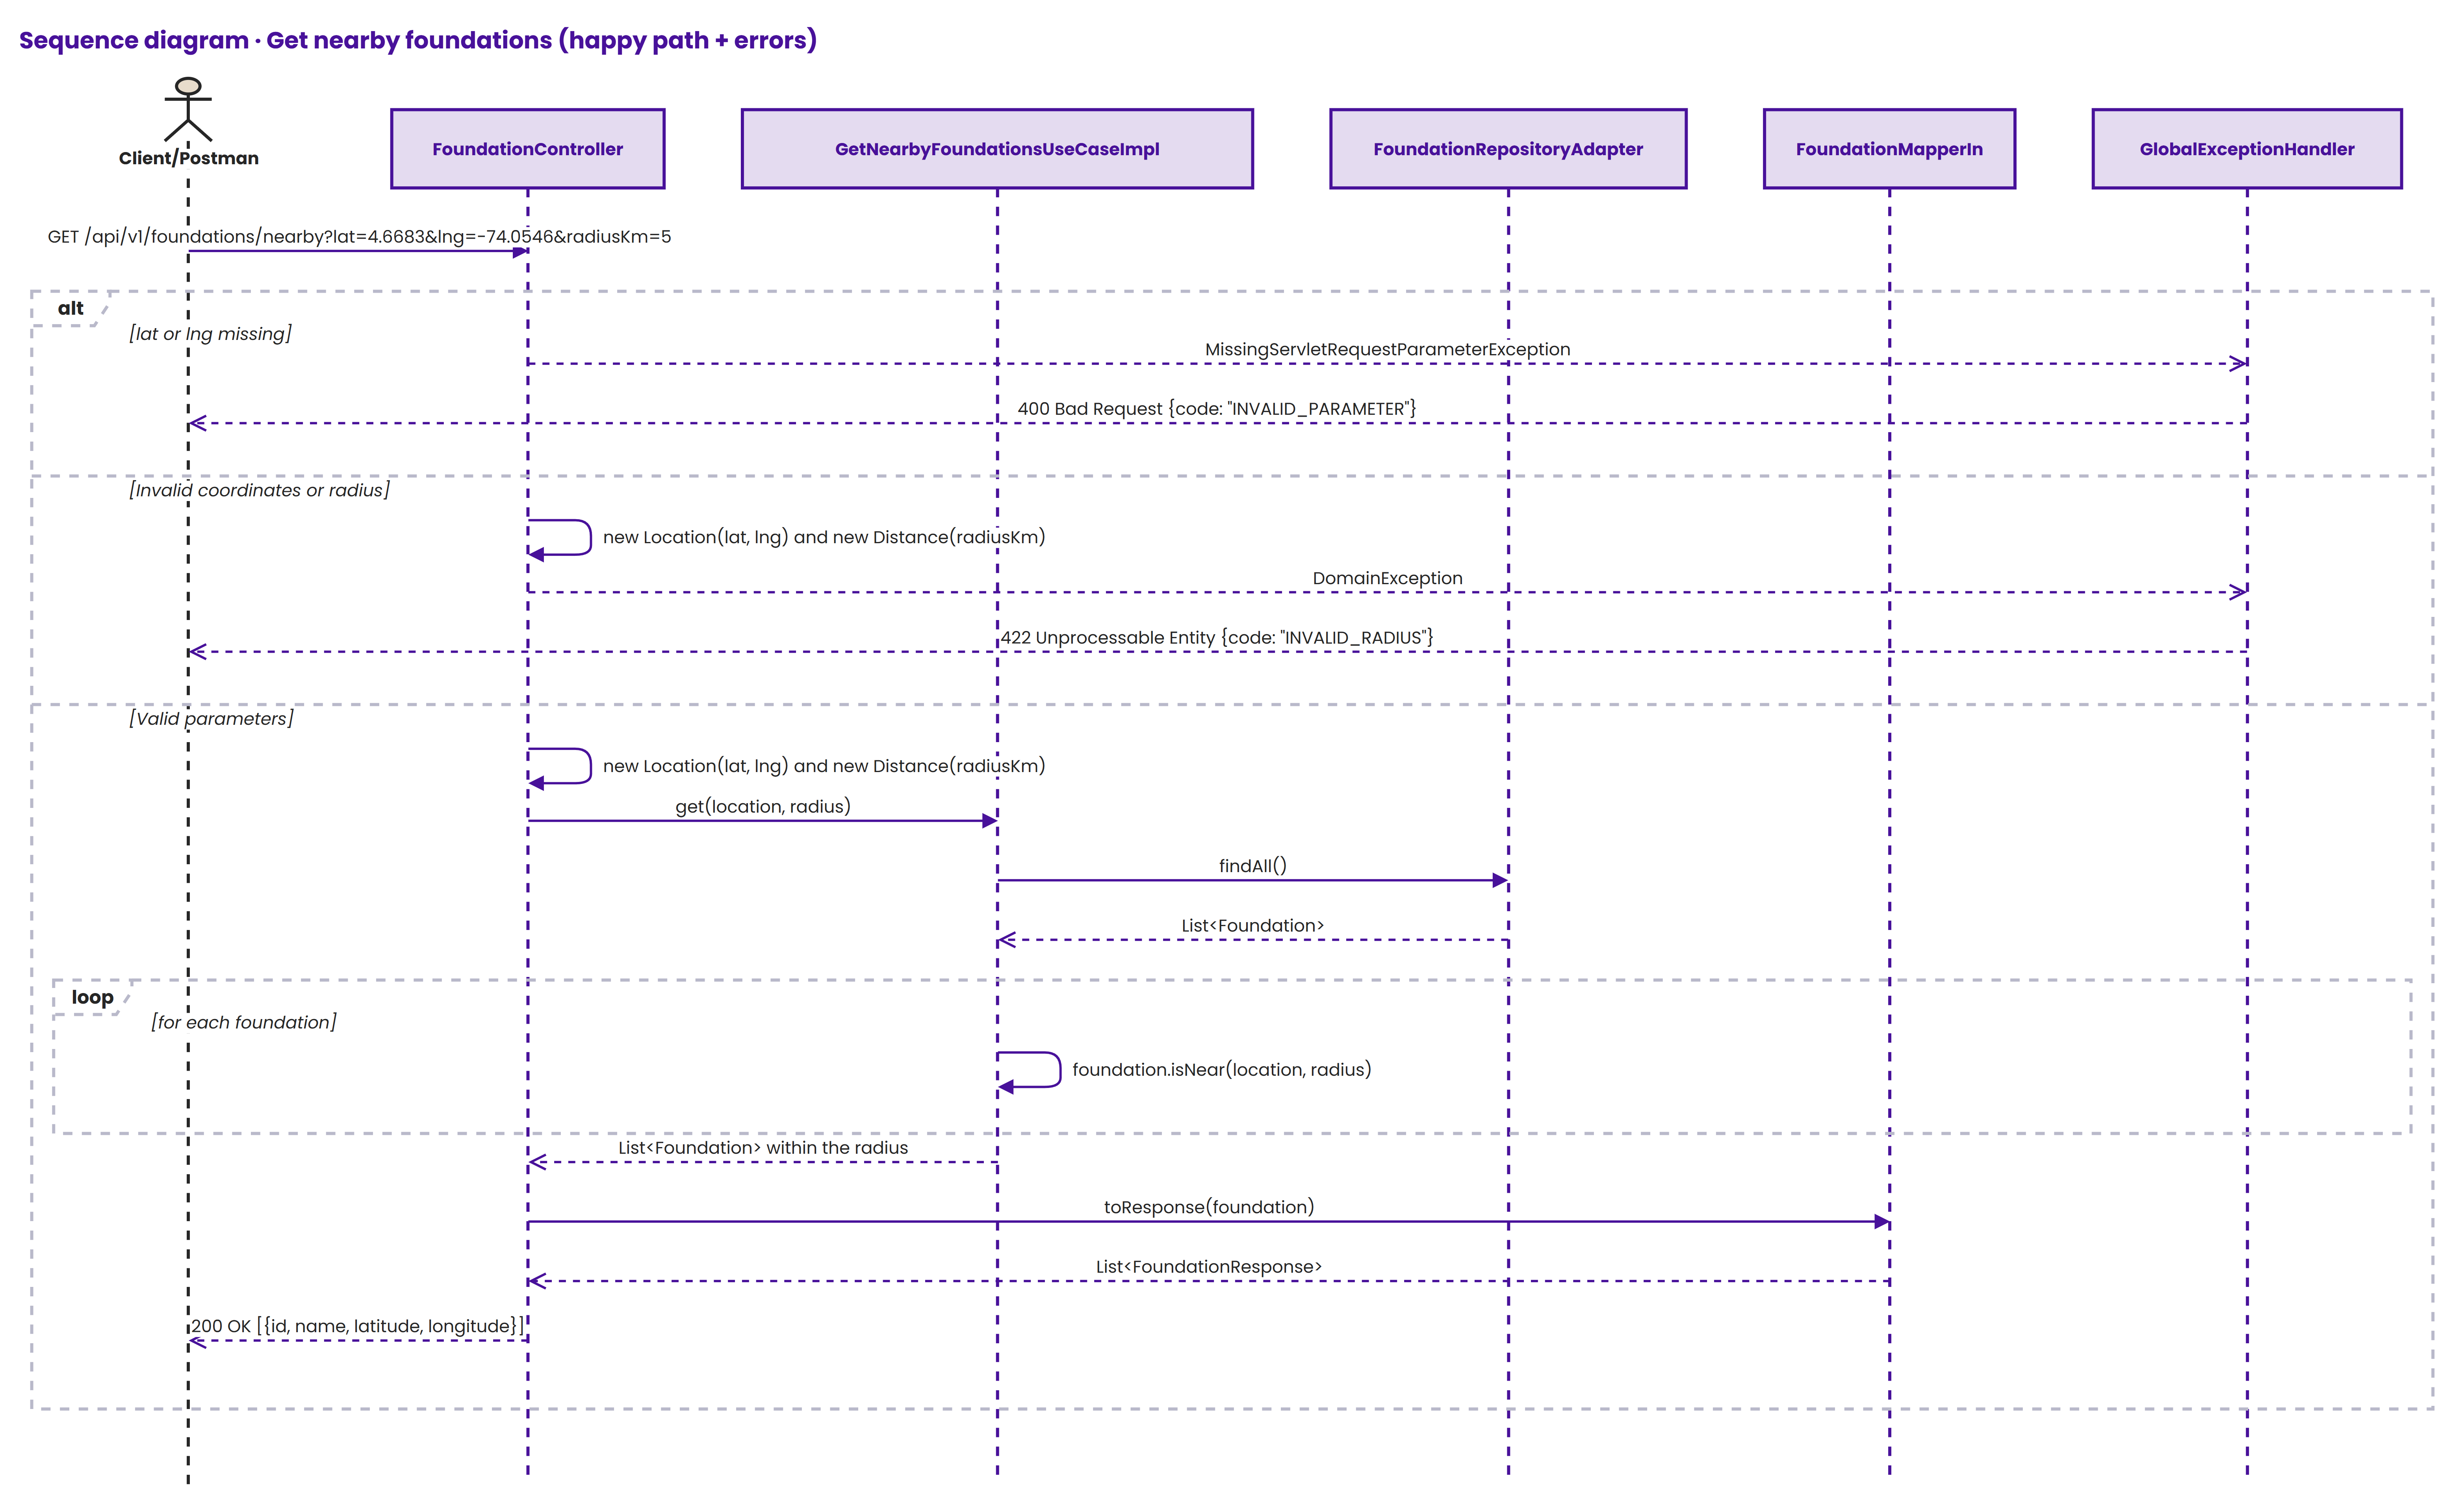 Sequence diagram · Get nearby foundations (happy path + errors)
Client/Postman
FoundationController
GetNearbyFoundationsUseCaseImpl
FoundationRepositoryAdapter
FoundationMapperIn
GlobalExceptionHandler
GET /api/v1/foundations/nearby?lat=4.6683&lng=-74.0546&radiusKm=5
alt
[lat or lng missing]
MissingServletRequestParameterException
400 Bad Request {code: "INVALID_PARAMETER"}
[Invalid coordinates or radius]
new Location(lat, lng) and new Distance(radiusKm)
DomainException
422 Unprocessable Entity {code: "INVALID_RADIUS"}
[Valid parameters]
new Location(lat, lng) and new Distance(radiusKm)
get(location, radius)
findAll()
List<Foundation>
loop
[for each foundation]
foundation.isNear(location, radius)
List<Foundation> within the radius
toResponse(foundation)
List<FoundationResponse>
200 OK [{id, name, latitude, longitude}]